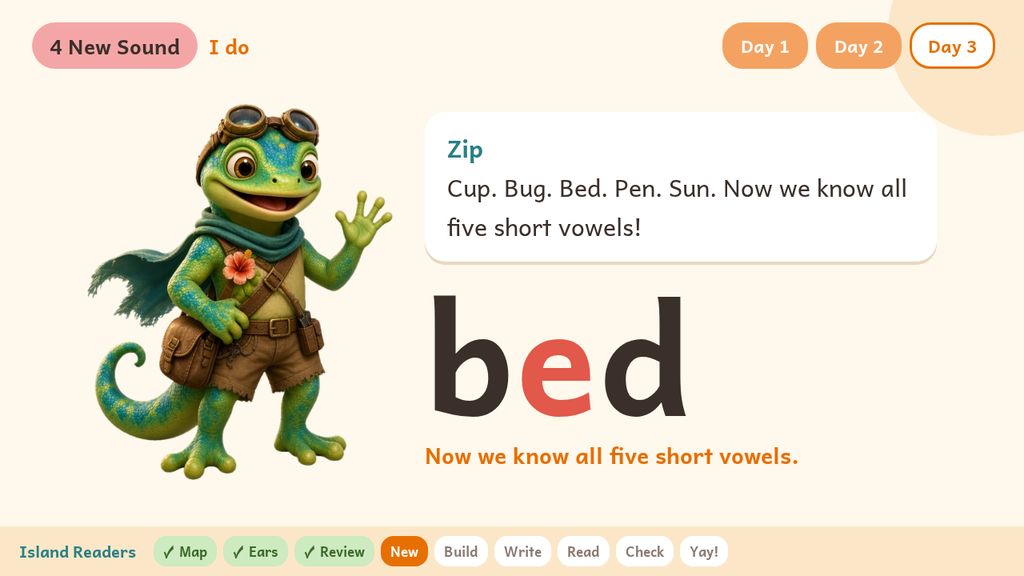 4 New Sound
I do
Day 1
Day 2
Day 3
Zip
Cup. Bug. Bed. Pen. Sun. Now we know all
five short vowels!
bed
Now we know all five short vowels.
Island Readers
✓ Map
✓ Ears
✓ Review
New
Build
Write
Read
Check
Yay!